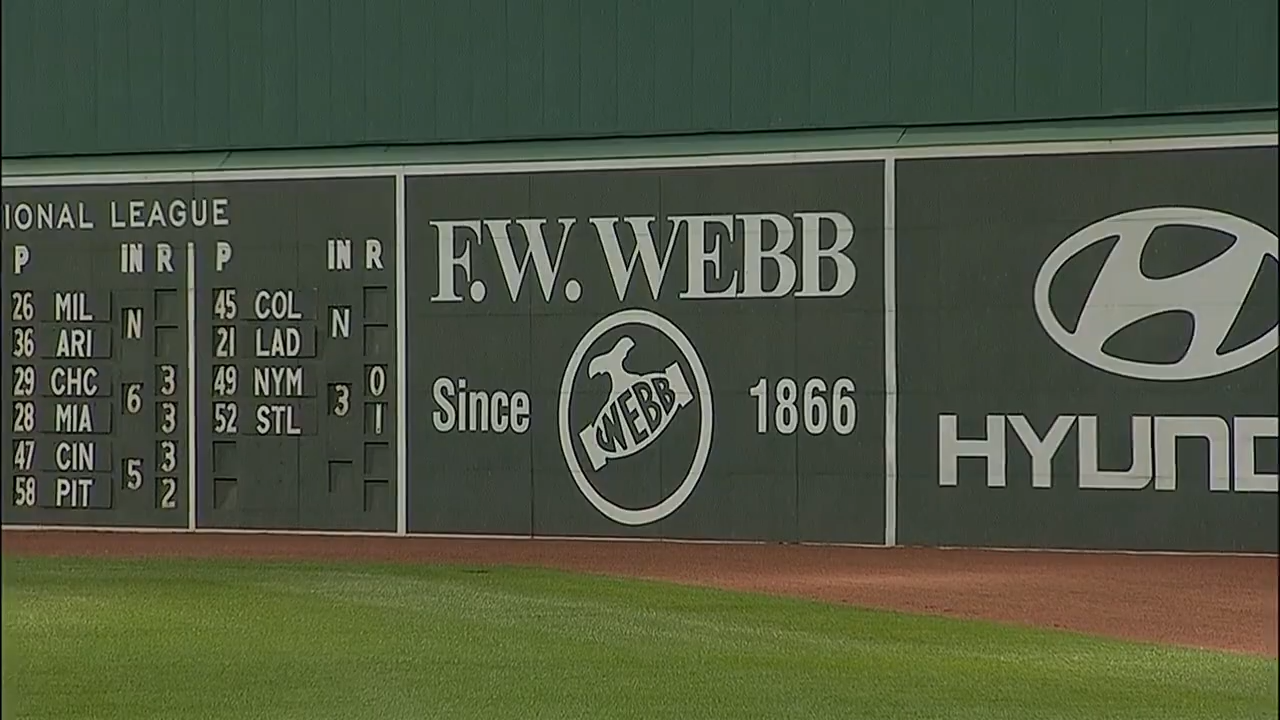 IONAL LEAGUE
P IN R P IN R
26 MIL N 45 COL N
36 ARI 21 LAD
29 CHC 6 3 49 NYM 3 0
28 MIA 3 52 STL 1
47 CIN 5 3
58 PIT 2
F.W. WEBB
Since WEBB 1866
HYUND